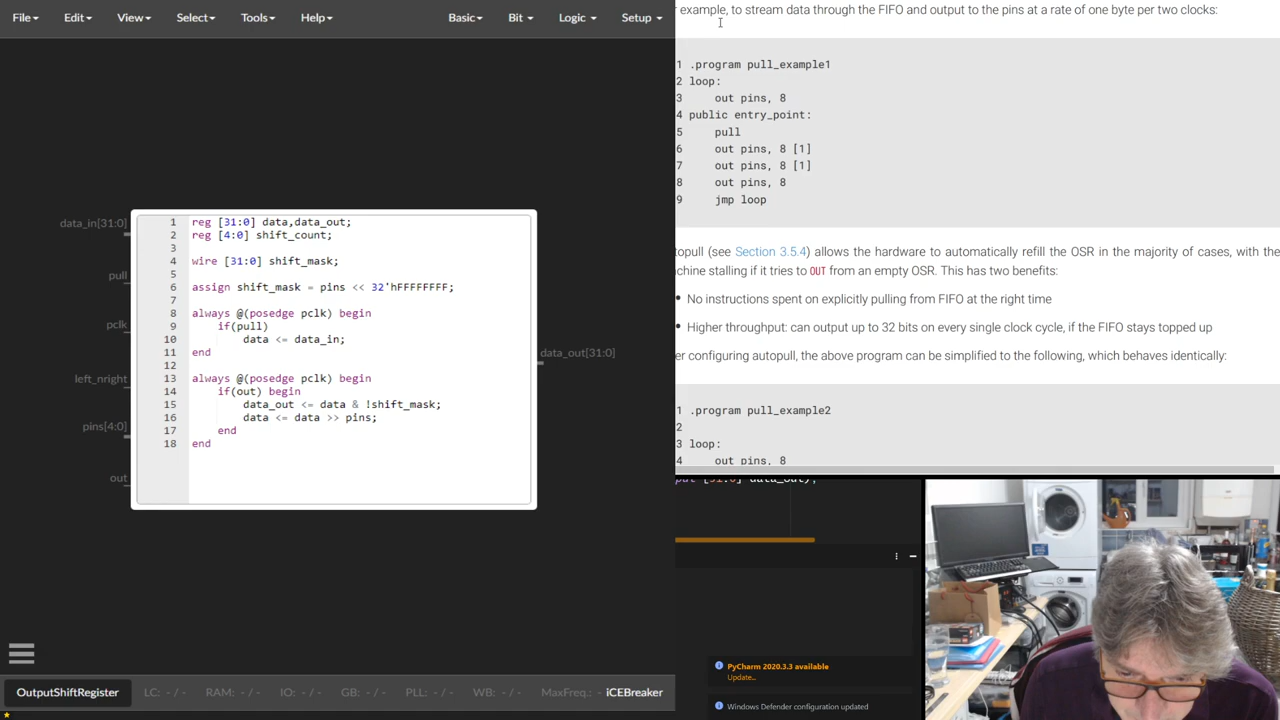 File
Edit
View
Select
Tools
Help
Basic
Bit
Logic
Setup
data_in[31:0]
pull
pclk
left_nright
pins[4:0]
out
1 reg [31:0] data,data_out;
2 reg [4:0] shift_count;
3
4 wire [31:0] shift_mask;
5
6 assign shift_mask = pins << 32'hFFFFFFFF;
7
8 always @(posedge pclk) begin
9 if(pull)
10 data <= data_in;
11 end
12
13 always @(posedge pclk) begin
14 if(out) begin
15 data_out <= data & !shift_mask;
16 data <= data >> pins;
17 end
18 end
data_out[31:0]
OutputShiftRegister
LC: - / -
RAM: - / -
IO: - / -
GB: - / -
PLL: - / -
WB: - / -
MaxFreq.: -
iCEBreaker
r example, to stream data through the FIFO and output to the pins at a rate of one byte per two clocks:
1 .program pull_example1
2 loop:
3 out pins, 8
4 public entry_point:
5 pull
6 out pins, 8 [1]
7 out pins, 8 [1]
8 out pins, 8
9 jmp loop
topull (see Section 3.5.4) allows the hardware to automatically refill the OSR in the majority of cases, with the
chine stalling if it tries to OUT from an empty OSR. This has two benefits:
• No instructions spent on explicitly pulling from FIFO at the right time
• Higher throughput: can output up to 32 bits on every single clock cycle, if the FIFO stays topped up
er configuring autopull, the above program can be simplified to the following, which behaves identically:
1 .program pull_example2
2
3 loop:
4 out pins, 8
PyCharm 2020.3.3 available
Update...
Windows Defender configuration updated